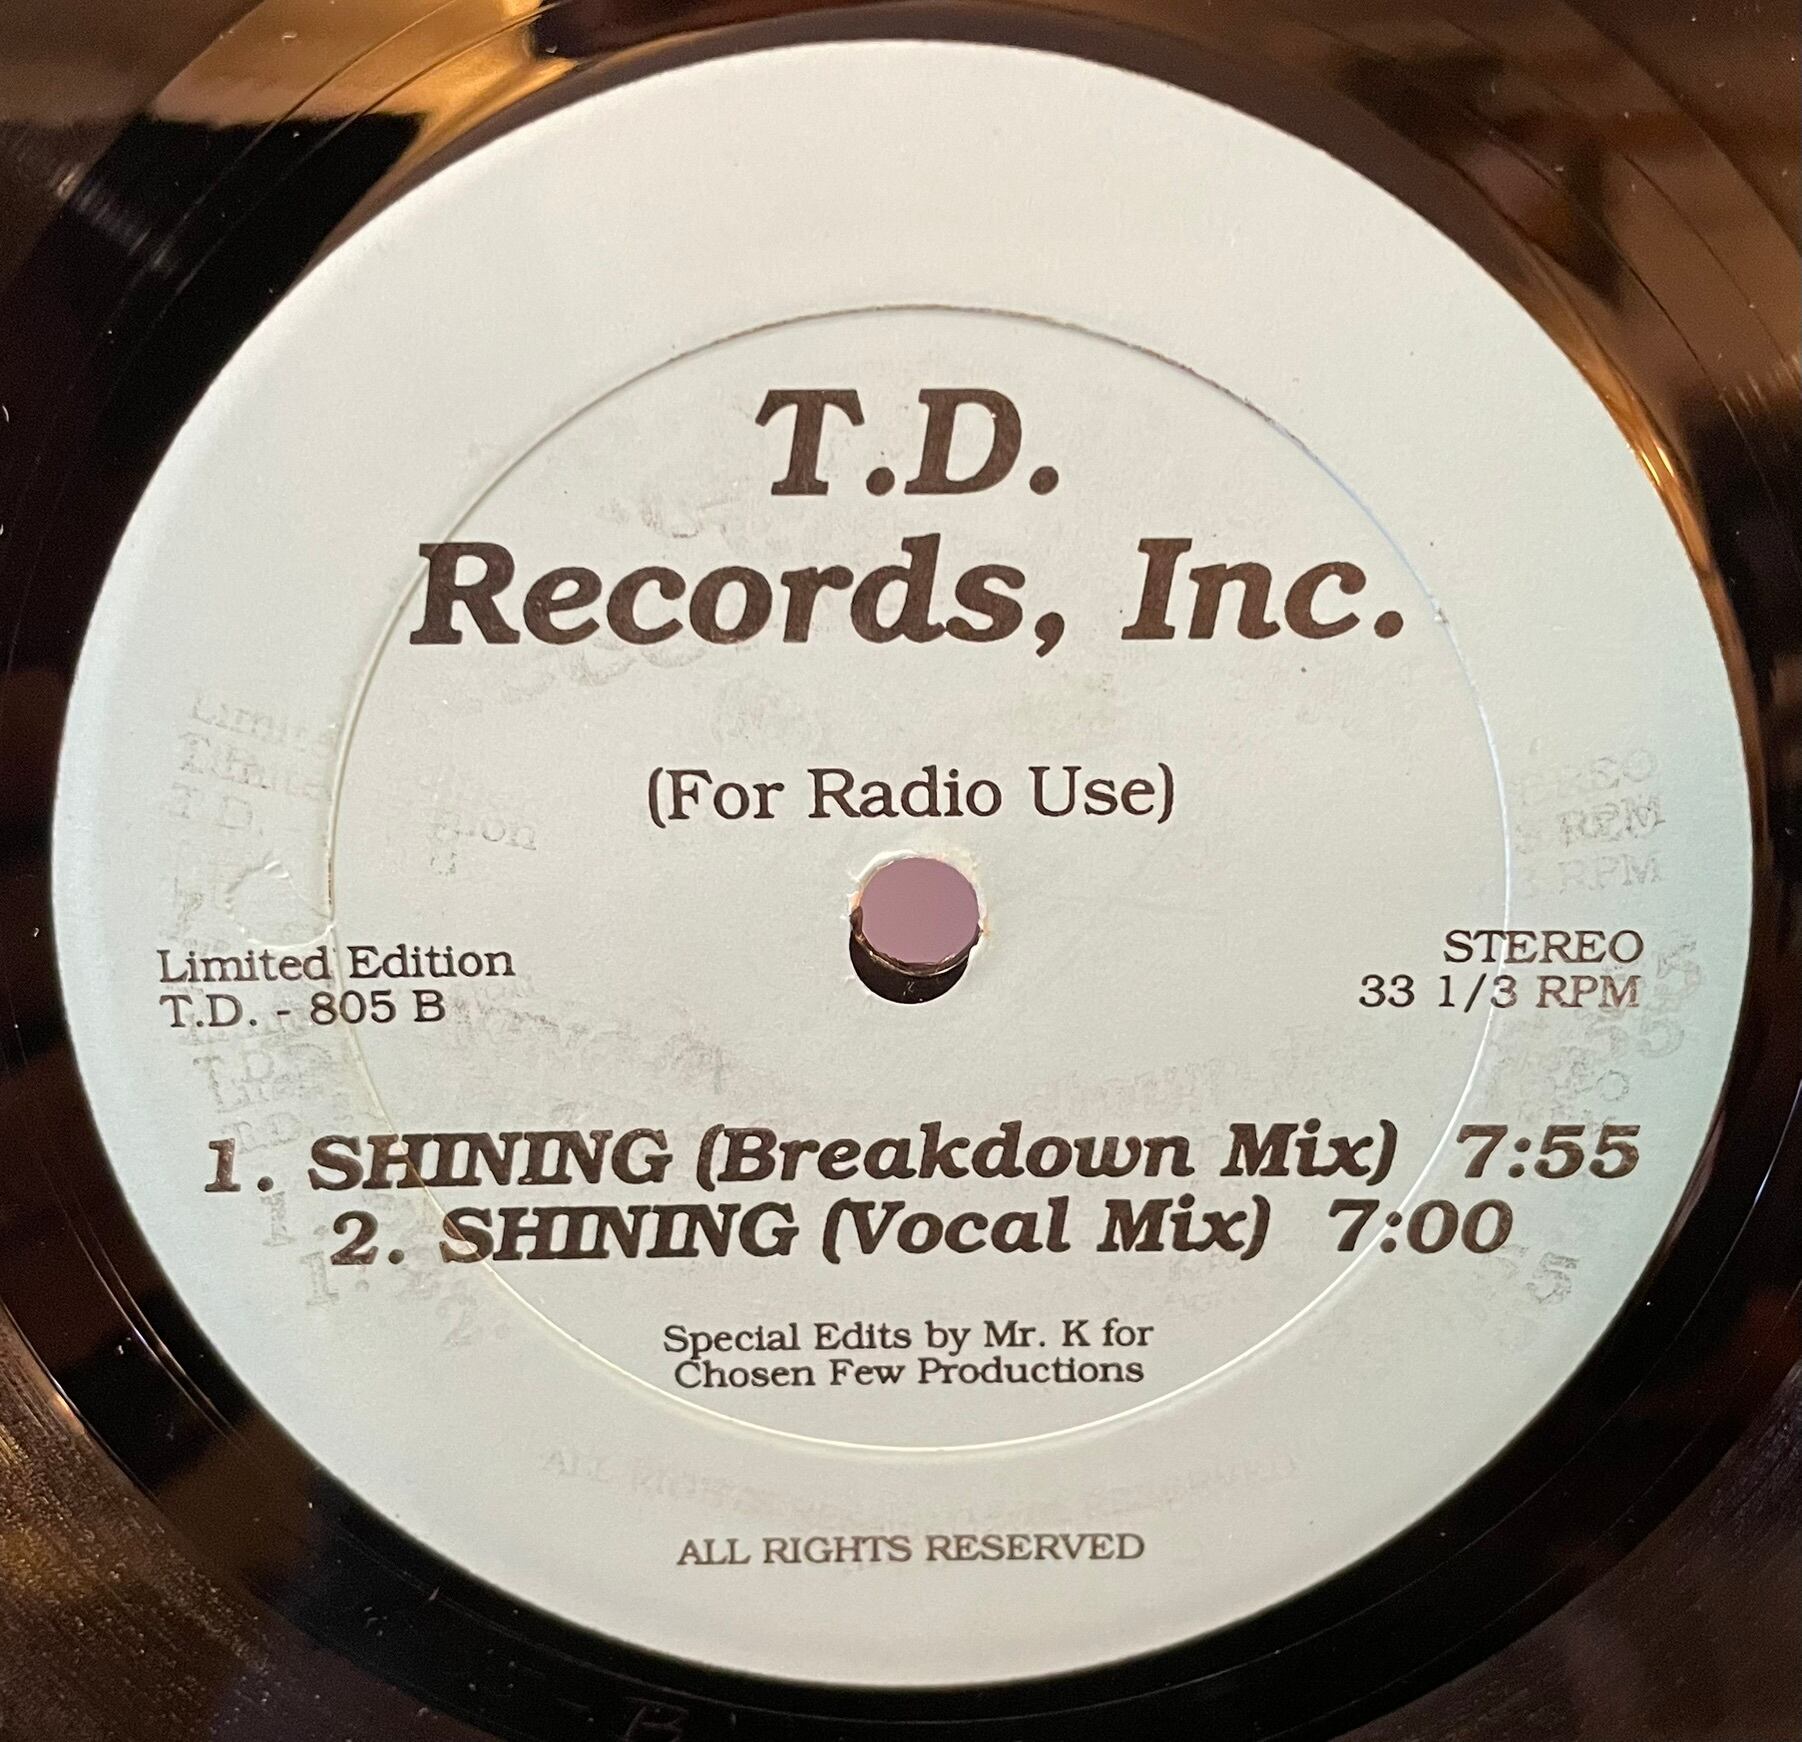 T.D.
Records, Inc.
(For Radio Use)
Limited Edition
T.D. - 805 B
STEREO
33 1/3 RPM
1. SHINING (Breakdown Mix) 7:55
2. SHINING (Vocal Mix) 7:00
Special Edits by Mr. K for
Chosen Few Productions
ALL RIGHTS RESERVED